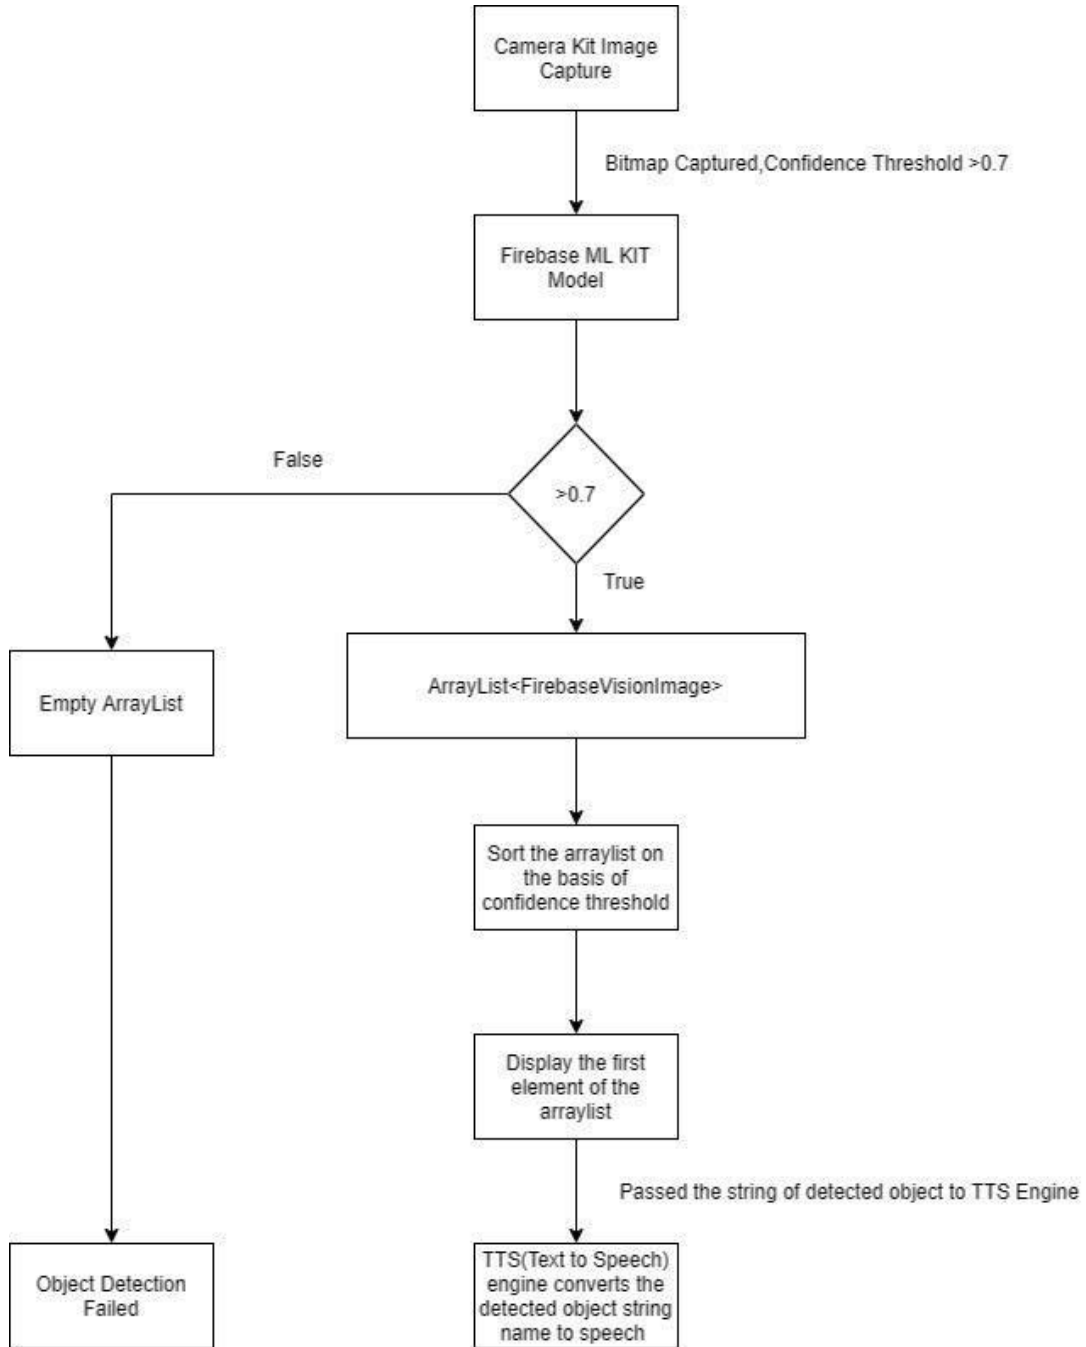 Camera Kit Image
Capture
Bitmap Captured,Confidence Threshold >0.7
Firebase ML KIT
Model
False
>0.7
True
Empty ArrayList
ArrayList<FirebaseVisionImage>
Sort the arraylist on
the basis of
confidence threshold
Display the first
element of the
arraylist
Passed the string of detected object to TTS Engine
Object Detection
Failed
TTS(Text to Speech)
engine converts the
detected object string
name to speech